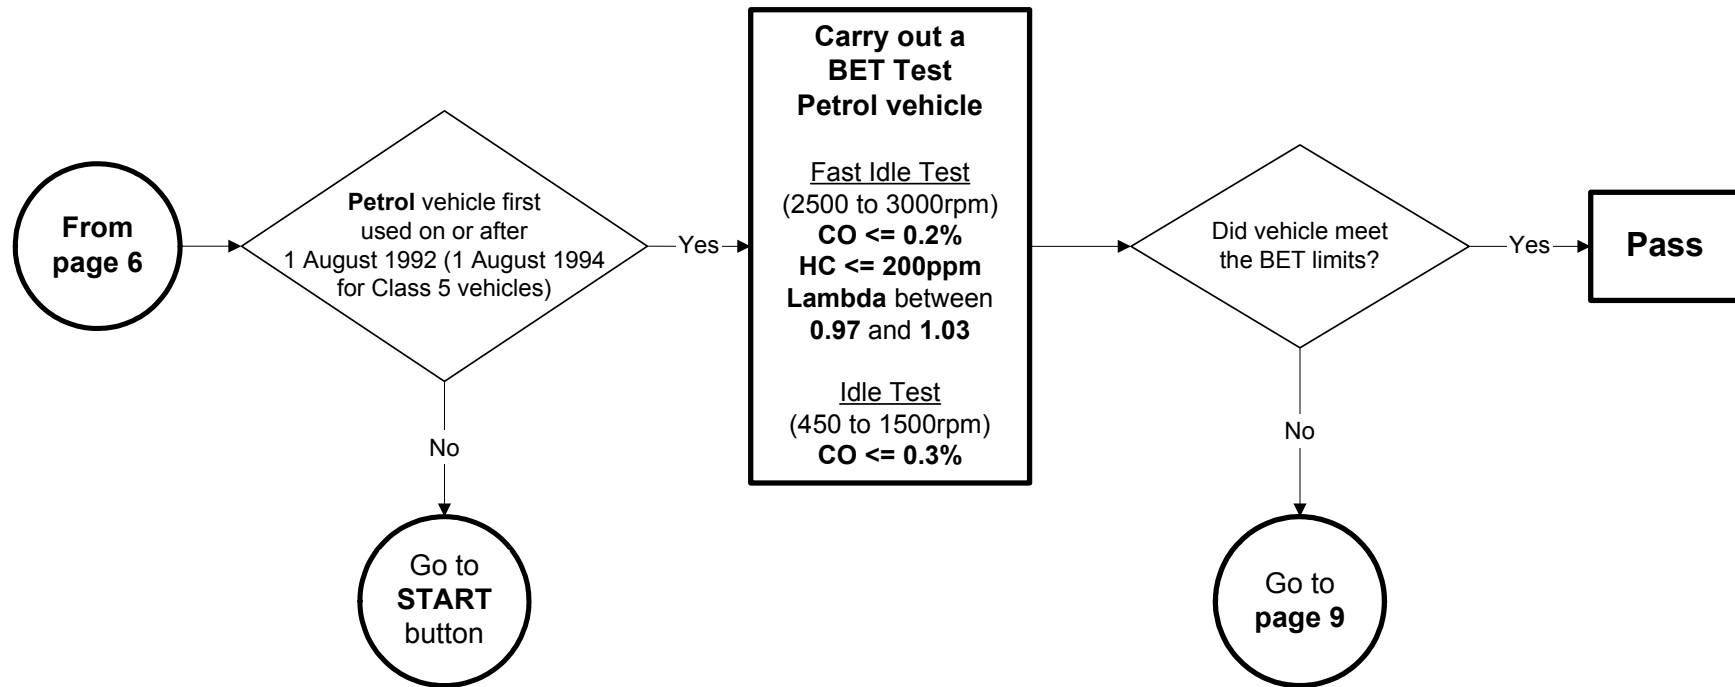 From
page 6
Petrol vehicle first
used on or after
1 August 1992 (1 August 1994
for Class 5 vehicles)
Yes
No
Go to
START
button
Carry out a
BET Test
Petrol vehicle
Fast Idle Test
(2500 to 3000rpm)
CO <= 0.2%
HC <= 200ppm
Lambda between
0.97 and 1.03
Idle Test
(450 to 1500rpm)
CO <= 0.3%
Did vehicle meet
the BET limits?
Yes
Pass
No
Go to
page 9